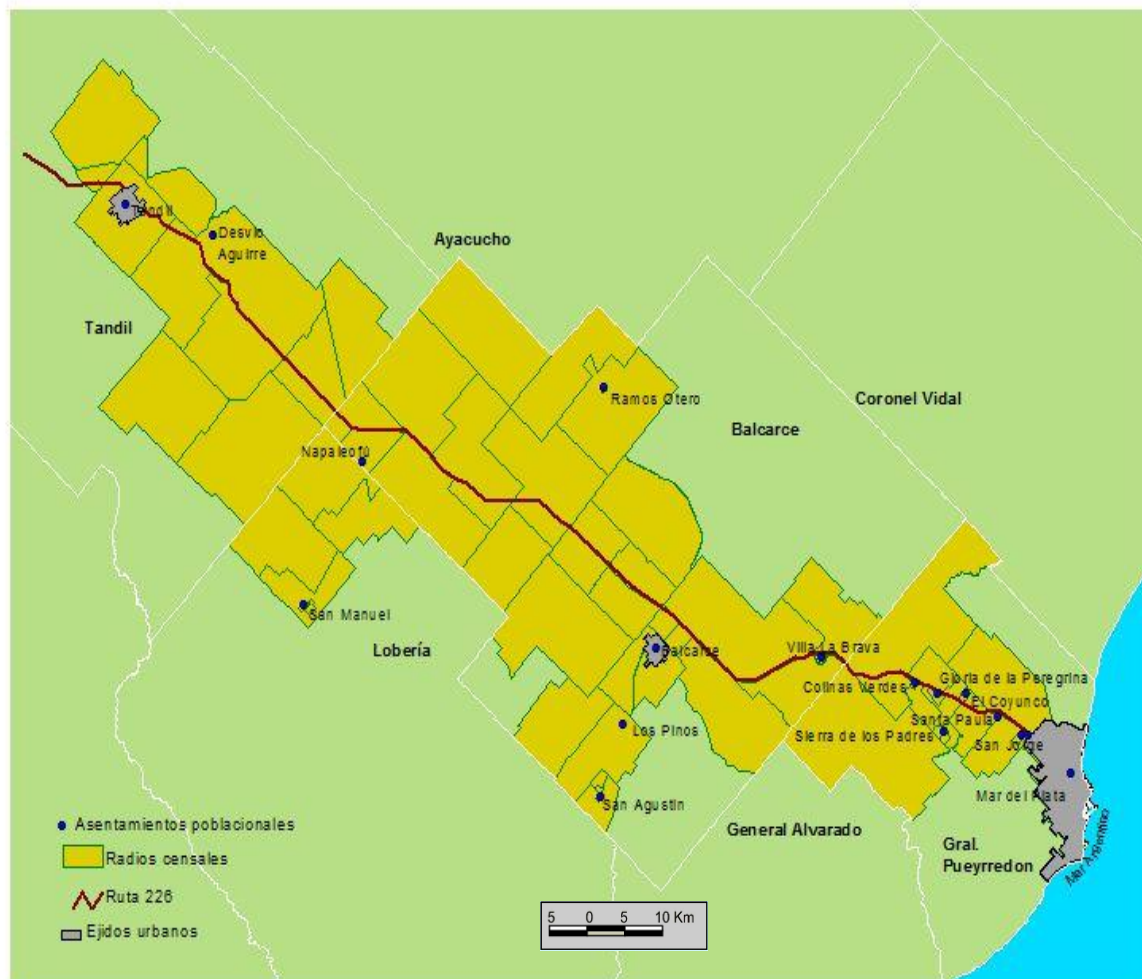 Tandil
Desvio
Aguirre
Ayacucho
Tandil
Ramos Otero
Coronel Vidal
Balcarce
Napaleofú
San Manuel
Lobería
Balcarce
Villa La Brava
Colinas Verdes
Gloria de la Peregrina
El Coyunco
Santa Paula
Sierra de los Padres
San Jorge
Los Pinos
Mar del Plata
San Agustin
General Alvarado
Gral.
Pueyrredon
Mar Argentino
Asentamientos poblacionales
Radios censales
Ruta 226
Ejidos urbanos
5 0 5 10 Km